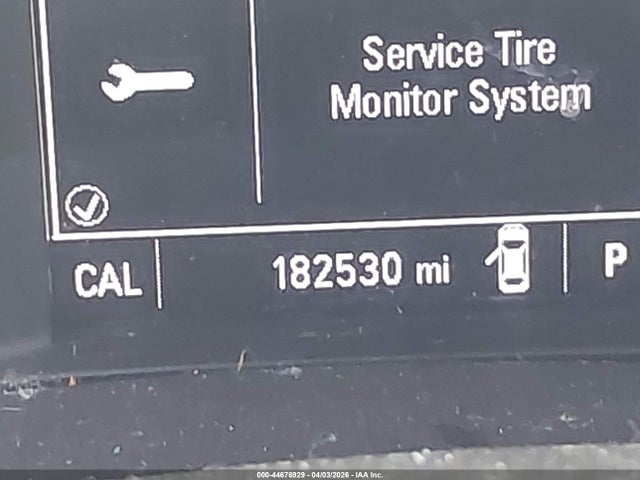 Service Tire
Monitor System
CAL
182530 mi
P
000-44676929 - 04/03/2026 - IAA Inc.